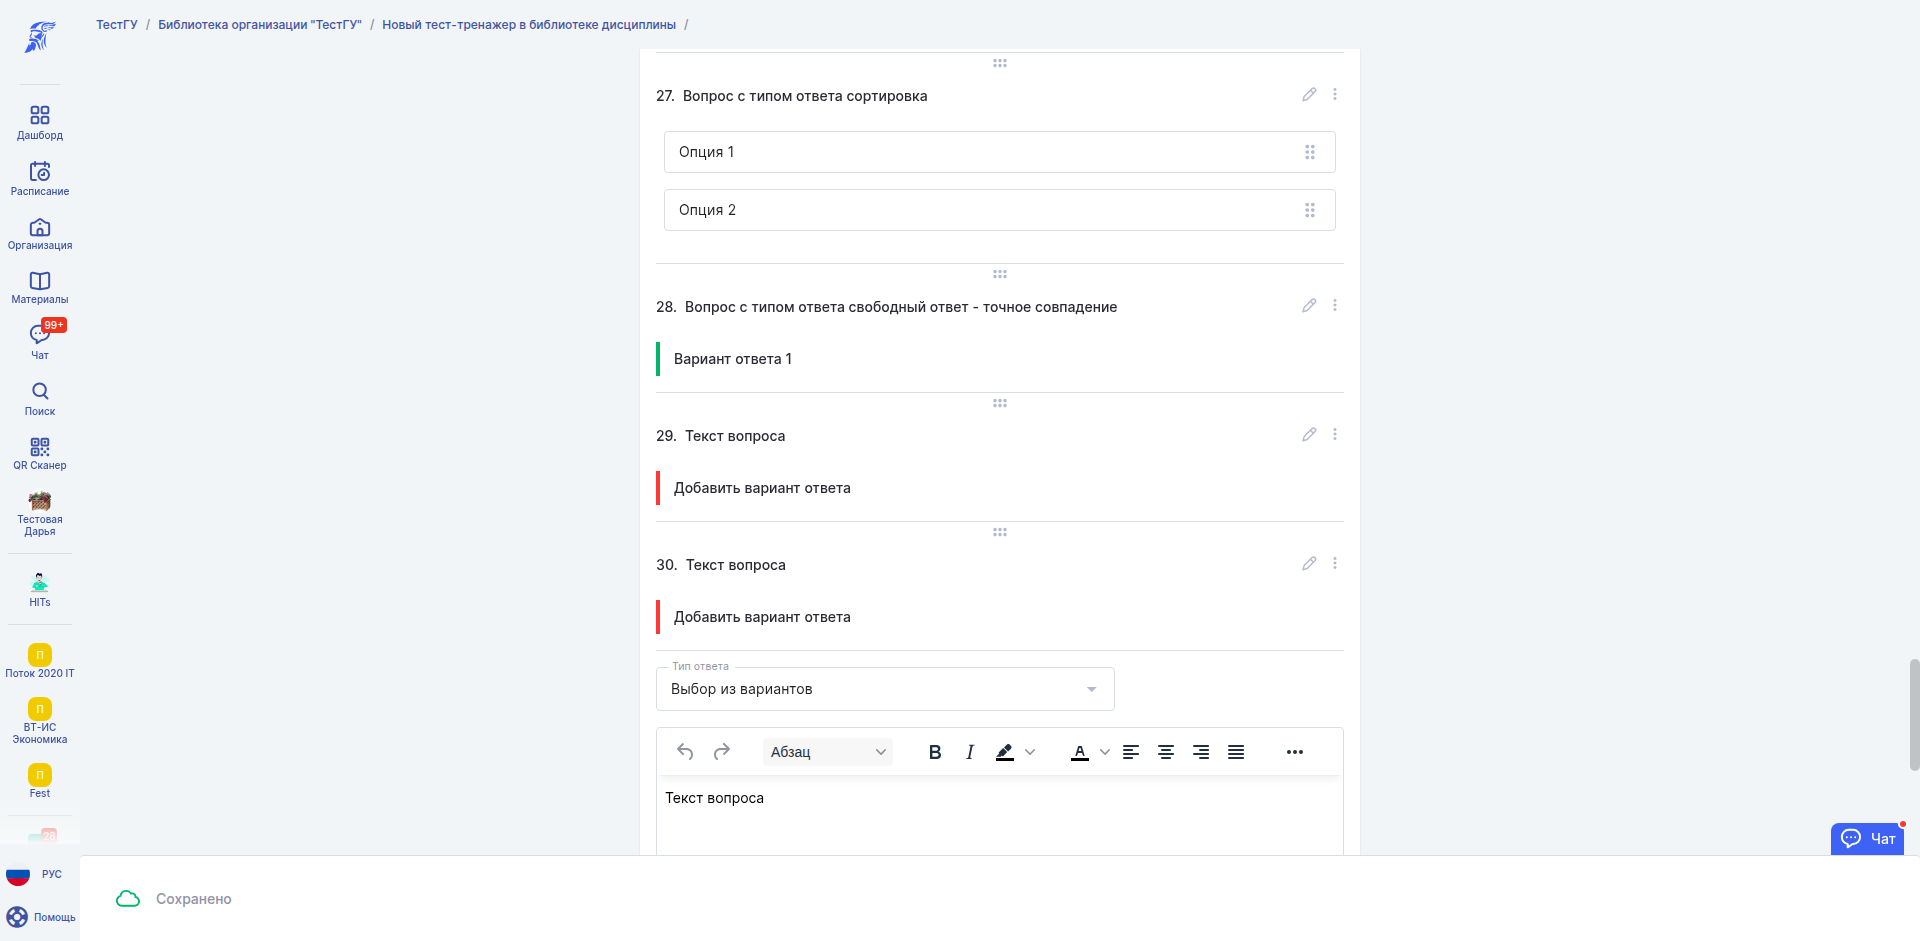 ТестГУ / Библиотека организации "ТестГУ" / Новый тест-тренажер в библиотеке дисциплины /
Дашборд
Расписание
Организация
Материалы
99+
Чат
Поиск
QR Сканер
Тестовая
Дарья
HITs
П
Поток 2020 IT
П
ВТ-ИС
Экономика
П
Fest
28
РУС
Помощь
27. Вопрос с типом ответа сортировка
Опция 1
Опция 2
28. Вопрос с типом ответа свободный ответ - точное совпадение
Вариант ответа 1
29. Текст вопроса
Добавить вариант ответа
30. Текст вопроса
Добавить вариант ответа
Тип ответа
Выбор из вариантов
Абзац B I A
Текст вопроса
Чат
Сохранено